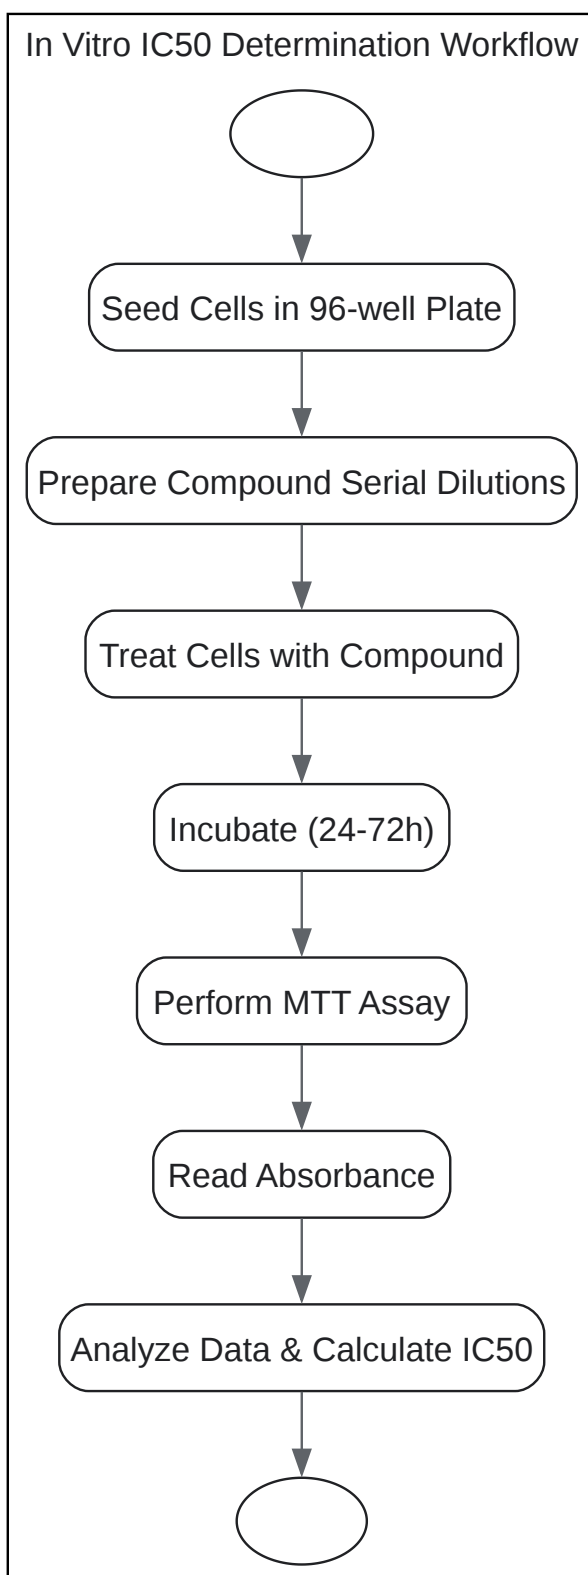 In Vitro IC50 Determination Workflow
Seed Cells in 96-well Plate
Prepare Compound Serial Dilutions
Treat Cells with Compound
Incubate (24-72h)
Perform MTT Assay
Read Absorbance
Analyze Data & Calculate IC50